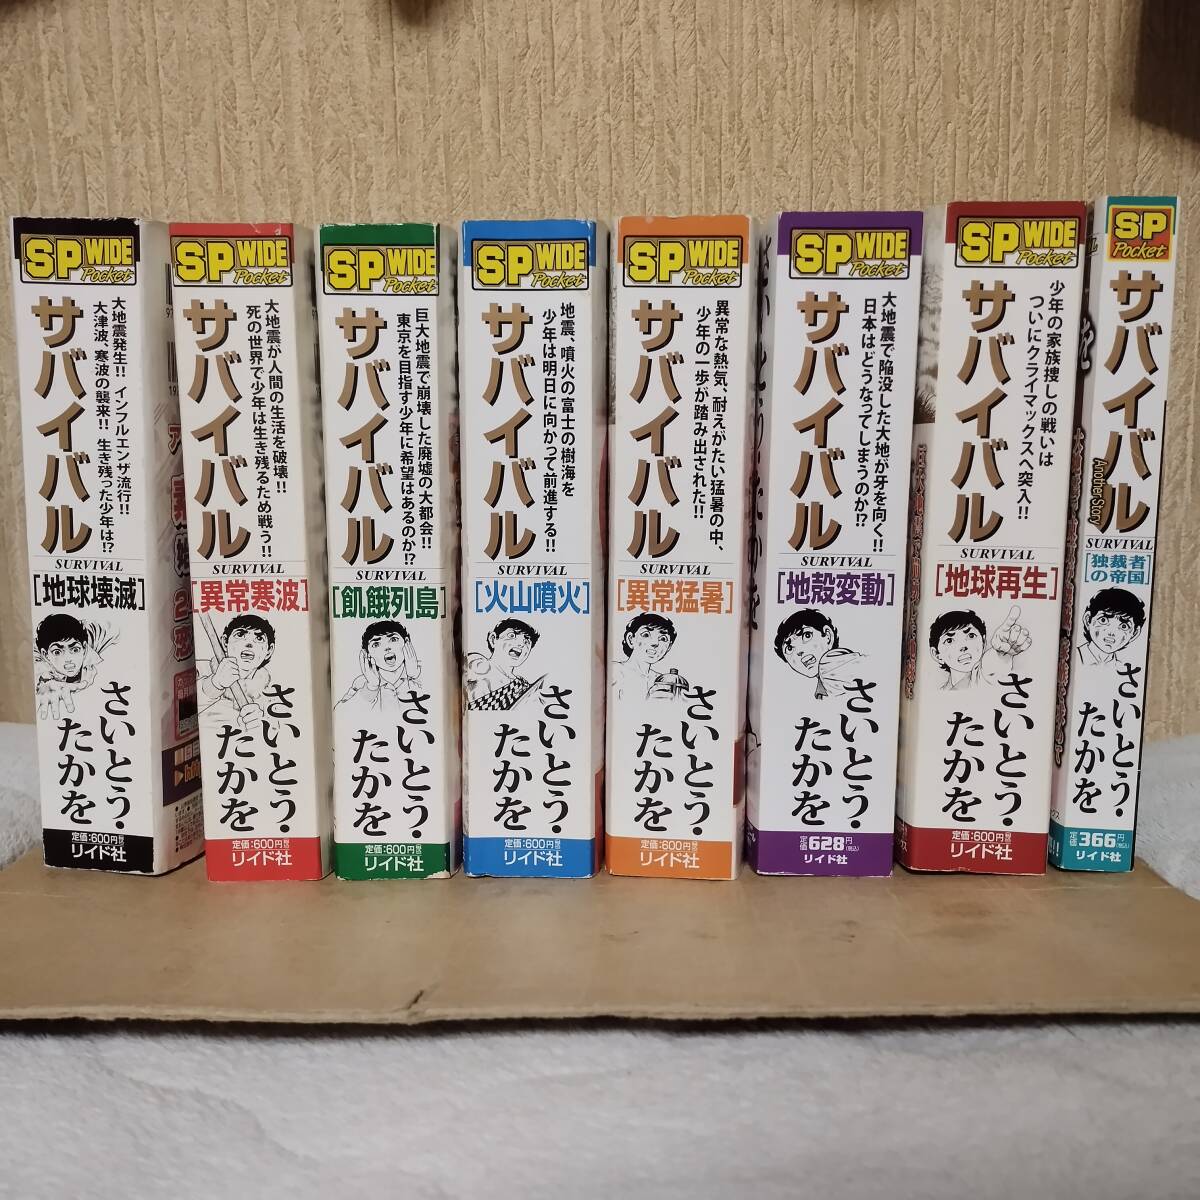 SP WIDE
Pocket
大地震発生!! インフルエンザ流行!!
大津波、寒波の襲来!! 生き残った少年は!?
サバイバル
SURVIVAL
[地球壊滅]
さいとう・
たかを
定価:600円
リイド社
SP WIDE
Pocket
大地震が人間の生活を破壊!!
死の世界で少年は生き残るため戦う!!
サバイバル
SURVIVAL
[異常寒波]
さいとう・
たかを
定価:600円
リイド社
SP WIDE
Pocket
巨大地震で崩壊した廃墟の大都会!!
東京を目指す少年に希望はあるのか!?
サバイバル
SURVIVAL
[飢餓列島]
さいとう・
たかを
定価:600円
リイド社
SP WIDE
Pocket
地震、噴火の富士の樹海を
少年は明日に向かって前進する!!
サバイバル
SURVIVAL
[火山噴火]
さいとう・
たかを
定価:600円
リイド社
SP WIDE
Pocket
異常な熱気、耐えがたい猛暑の中、
少年の一歩が踏み出された!!
サバイバル
SURVIVAL
[異常猛暑]
さいとう・
たかを
定価:600円
リイド社
SP WIDE
Pocket
大地震で陥没した大地が牙を向く!!
日本はどうなってしまうのか!?
サバイバル
SURVIVAL
[地殻変動]
さいとう・
たかを
定価628円(税込)
リイド社
SP WIDE
Pocket
少年の家族捜しの戦いは
ついにクライマックスへ突入!!
サバイバル
SURVIVAL
[地球再生]
さいとう・
たかを
定価:600円
リイド社
SP
Pocket
サバイバル
Another Story
SURVIVAL
[独裁者
の帝国]
さいとう・
たかを
定価366円(税込)
リイド社